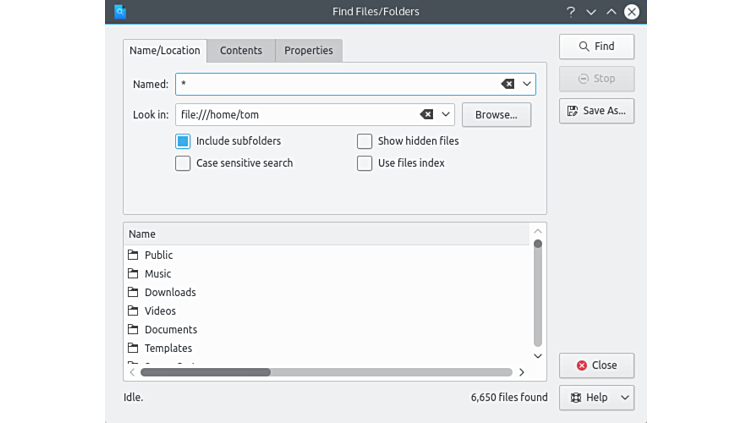 Find Files/Folders
Name/Location Contents Properties
Find
Named: *
Stop
Look in: file:///home/tom Browse...
Save As...
Include subfolders Show hidden files
Case sensitive search Use files index
Name
Public
Music
Downloads
Videos
Documents
Templates
Close
Idle. 6,650 files found
Help